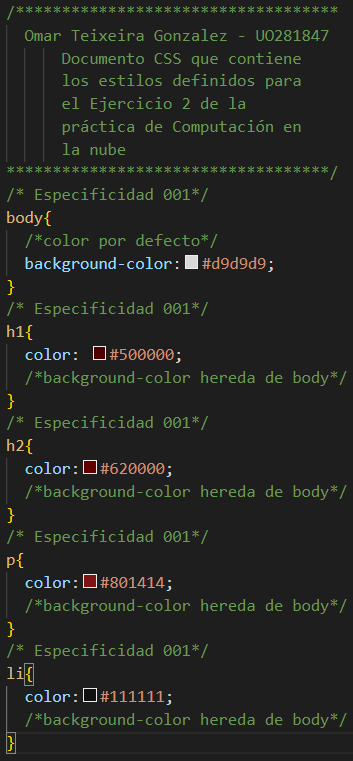 /***********************************
Omar Teixeira Gonzalez - UO281847
Documento CSS que contiene
los estilos definidos para
el Ejercicio 2 de la
práctica de Computación en
la nube
***********************************/
/* Especificidad 001*/
body{
/*color por defecto*/
background-color:#d9d9d9;
}
/* Especificidad 001*/
h1{
color: #500000;
/*background-color hereda de body*/
}
/* Especificidad 001*/
h2{
color:#620000;
/*background-color hereda de body*/
}
/* Especificidad 001*/
p{
color:#801414;
/*background-color hereda de body*/
}
/* Especificidad 001*/
li{
color:#111111;
/*background-color hereda de body*/
}